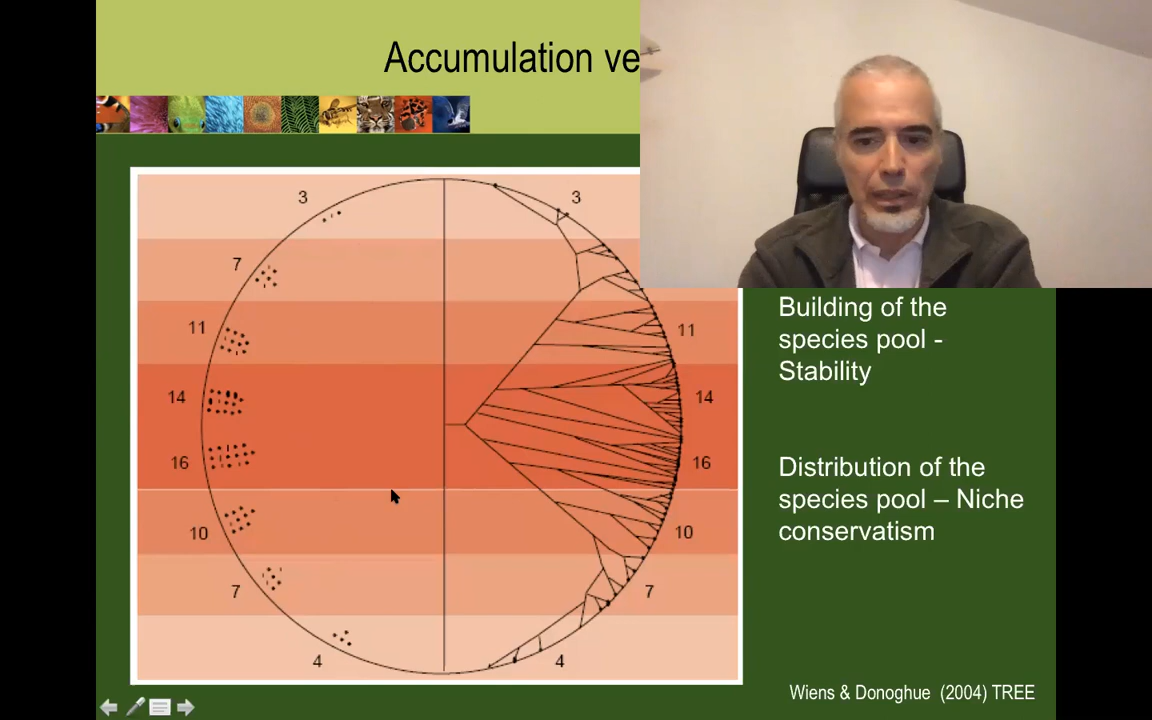 Accumulation ve
3 3
7
11 11
14 14
16 16
10 10
7 7
4 4
Building of the
species pool -
Stability
Distribution of the
species pool – Niche
conservatism
Wiens & Donoghue (2004) TREE